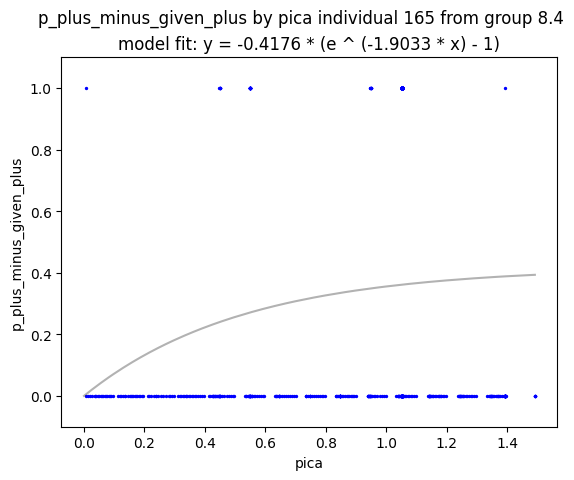 p_plus_minus_given_plus by pica individual 165 from group 8.4
model fit: y = -0.4176 * (e ^ (-1.9033 * x) - 1)
p_plus_minus_given_plus
1.0
0.8
0.6
0.4
0.2
0.0
0.0 0.2 0.4 0.6 0.8 1.0 1.2 1.4
pica